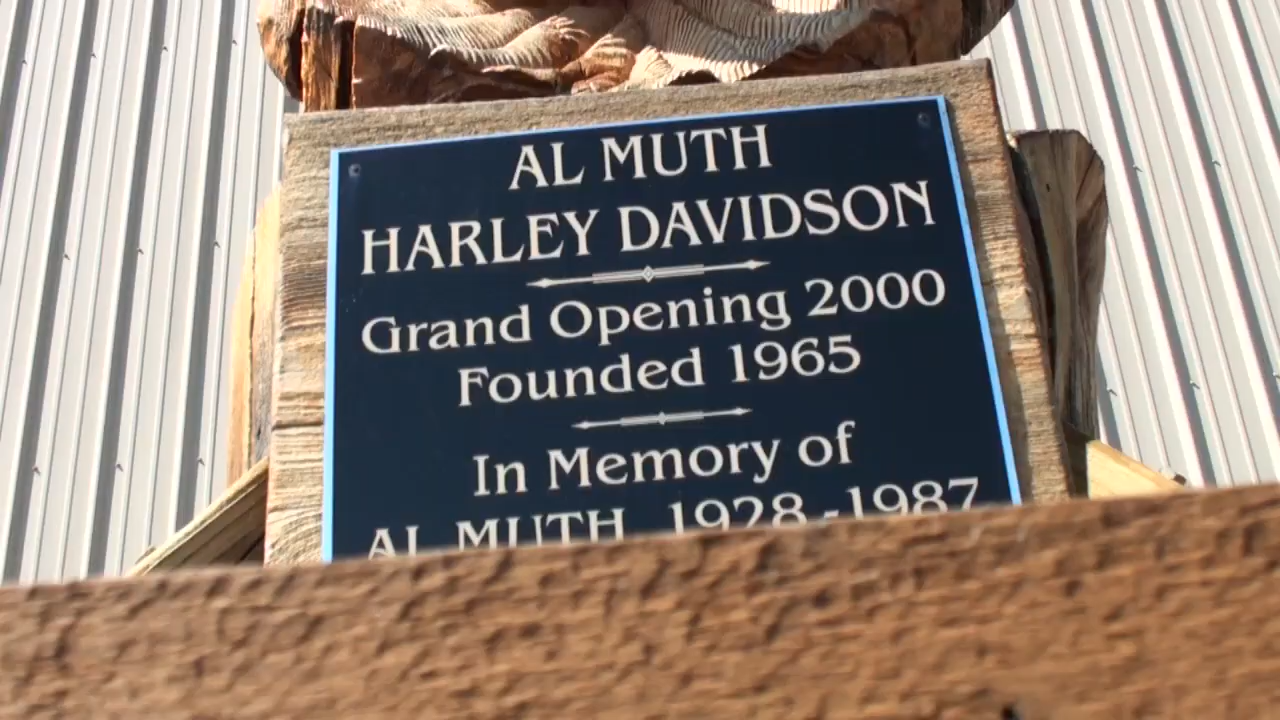 AL MUTH
HARLEY DAVIDSON
Grand Opening 2000
Founded 1965
In Memory of
AL MUTH 1928-1987